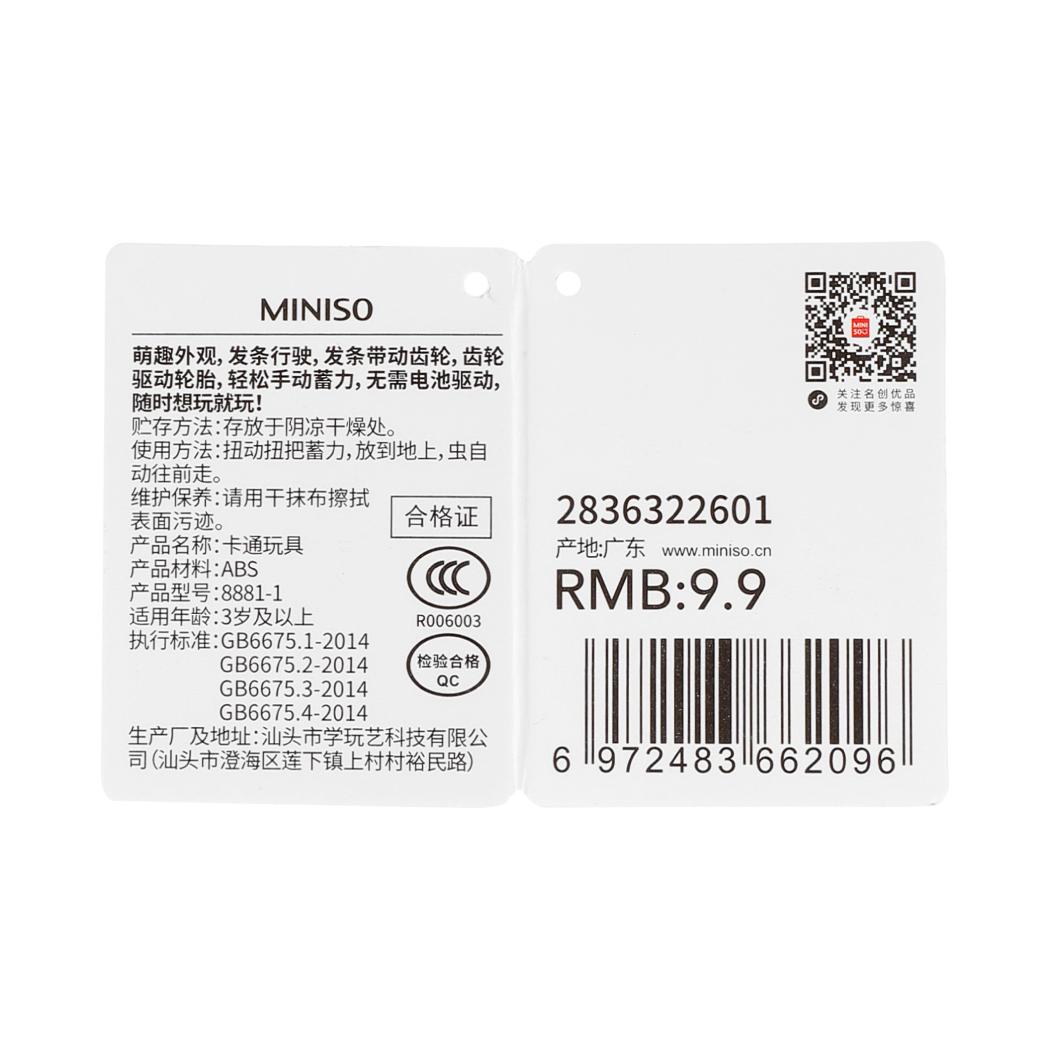 MINISO
萌趣外观，发条行驶，发条带动齿轮，齿轮
驱动轮胎，轻松手动蓄力，无需电池驱动，
随时想玩就玩！
贮存方法：存放于阴凉干燥处。
使用方法：扭动扭把蓄力，放到地上，虫自
动往前走。
维护保养：请用干抹布擦拭
表面污迹。
产品名称：卡通玩具
产品材料：ABS
产品型号：8881-1
适用年龄：3岁及以上
执行标准：GB6675.1-2014
GB6675.2-2014
GB6675.3-2014
GB6675.4-2014
生产厂及地址：汕头市学玩艺科技有限公
司（汕头市澄海区莲下镇上村村裕民路）
合格证
CCC
R006003
检验合格
QC
MINI
SO
关注名创优品
发现更多惊喜
2836322601
产地:广东 www.miniso.cn
RMB:9.9
6 972483 662096